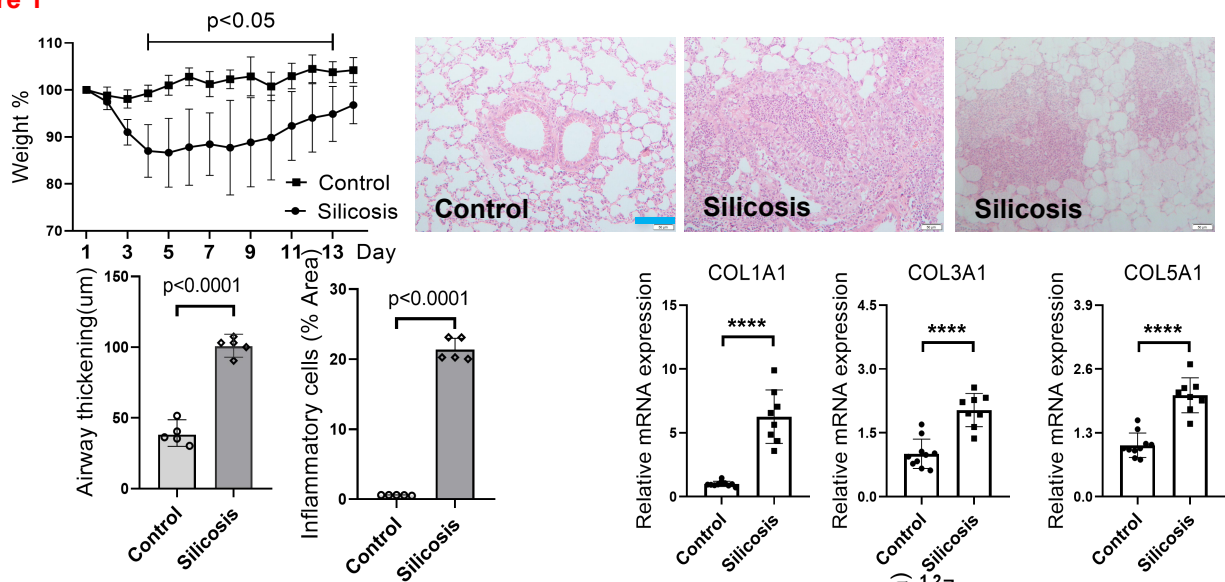 p<0.05
110
100
90
80
70
Weight %
Control
Silicosis
1 3 5 7 9 11 13 Day
Control
Silicosis
Silicosis
Airway thickening(um)
150
100
50
0
p<0.0001
Control
Silicosis
Inflammatory cells (% Area)
30
20
10
0
p<0.0001
Control
Silicosis
COL1A1
Relative mRNA expression
15
10
5
0
****
Control
Silicosis
COL3A1
Relative mRNA expression
4.5
3.0
1.5
0.0
****
Control
Silicosis
COL5A1
Relative mRNA expression
3.9
2.6
1.3
0.0
****
Control
Silicosis